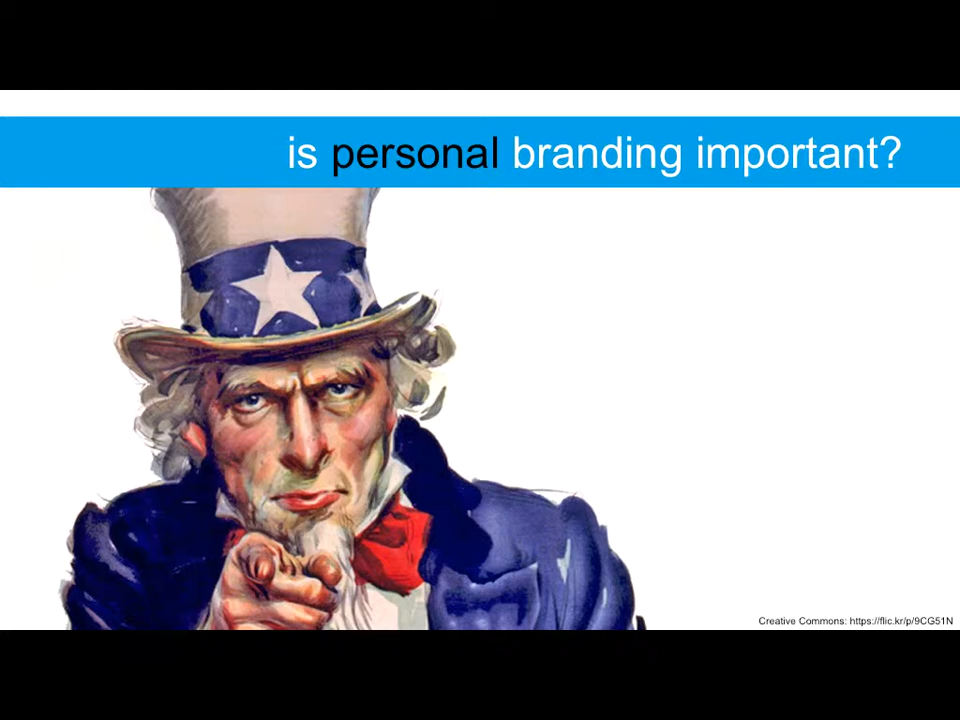 is personal branding important?
Creative Commons: https://flic.kr/p/9CG51N